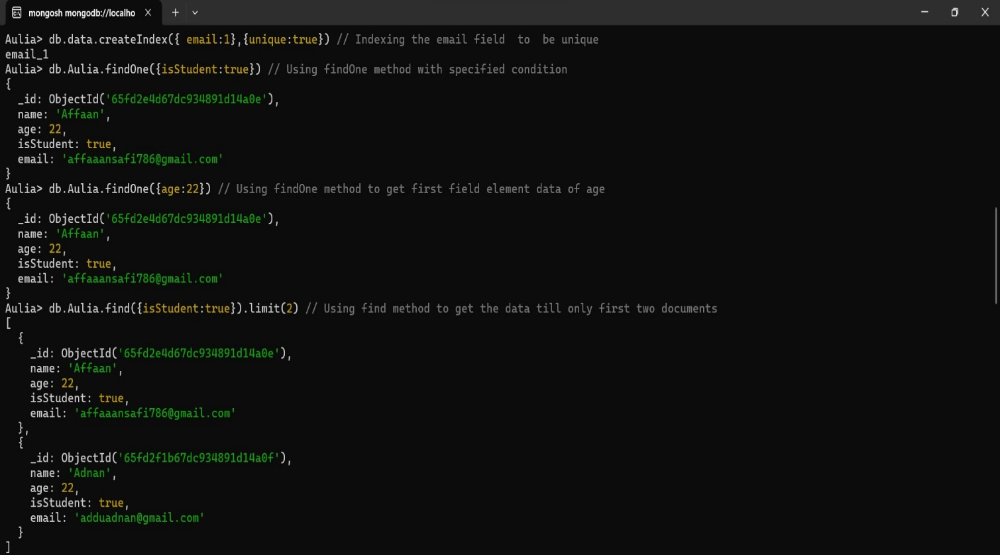 mongosh mongodb://localho
Aulia> db.data.createIndex({ email:1},{unique:true}) // Indexing the email field  to  be unique
email_1
Aulia> db.Aulia.findOne({isStudent:true}) // Using findOne method with specified condition
{
  _id: ObjectId('65fd2e4d67dc934891d14a0e'),
  name: 'Affaan',
  age: 22,
  isStudent: true,
  email: 'affaaansafi786@gmail.com'
}
Aulia> db.Aulia.findOne({age:22}) // Using findOne method to get first field element data of age
{
  _id: ObjectId('65fd2e4d67dc934891d14a0e'),
  name: 'Affaan',
  age: 22,
  isStudent: true,
  email: 'affaaansafi786@gmail.com'
}
Aulia> db.Aulia.find({isStudent:true}).limit(2) // Using find method to get the data till only first two documents
[
  {
    _id: ObjectId('65fd2e4d67dc934891d14a0e'),
    name: 'Affaan',
    age: 22,
    isStudent: true,
    email: 'affaaansafi786@gmail.com'
  },
  {
    _id: ObjectId('65fd2f1b67dc934891d14a0f'),
    name: 'Adnan',
    age: 22,
    isStudent: true,
    email: 'adduadnan@gmail.com'
  }
]